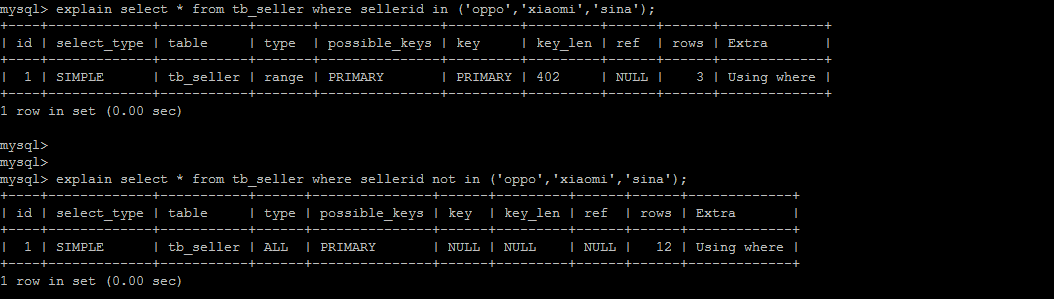 mysql> explain select * from tb_seller where sellerid in ('oppo','xiaomi','sina');
+----+-------------+-----------+-------+---------------+---------+---------+------+------+-------------+
| id | select_type | table     | type  | possible_keys | key     | key_len | ref  | rows | Extra       |
+----+-------------+-----------+-------+---------------+---------+---------+------+------+-------------+
|  1 | SIMPLE      | tb_seller | range | PRIMARY       | PRIMARY | 402     | NULL |    3 | Using where |
+----+-------------+-----------+-------+---------------+---------+---------+------+------+-------------+
1 row in set (0.00 sec)
mysql>
mysql>
mysql> explain select * from tb_seller where sellerid not in ('oppo','xiaomi','sina');
+----+-------------+-----------+------+---------------+------+---------+------+------+-------------+
| id | select_type | table     | type | possible_keys | key  | key_len | ref  | rows | Extra       |
+----+-------------+-----------+------+---------------+------+---------+------+------+-------------+
|  1 | SIMPLE      | tb_seller | ALL  | PRIMARY       | NULL | NULL    | NULL |   12 | Using where |
+----+-------------+-----------+------+---------------+------+---------+------+------+-------------+
1 row in set (0.00 sec)